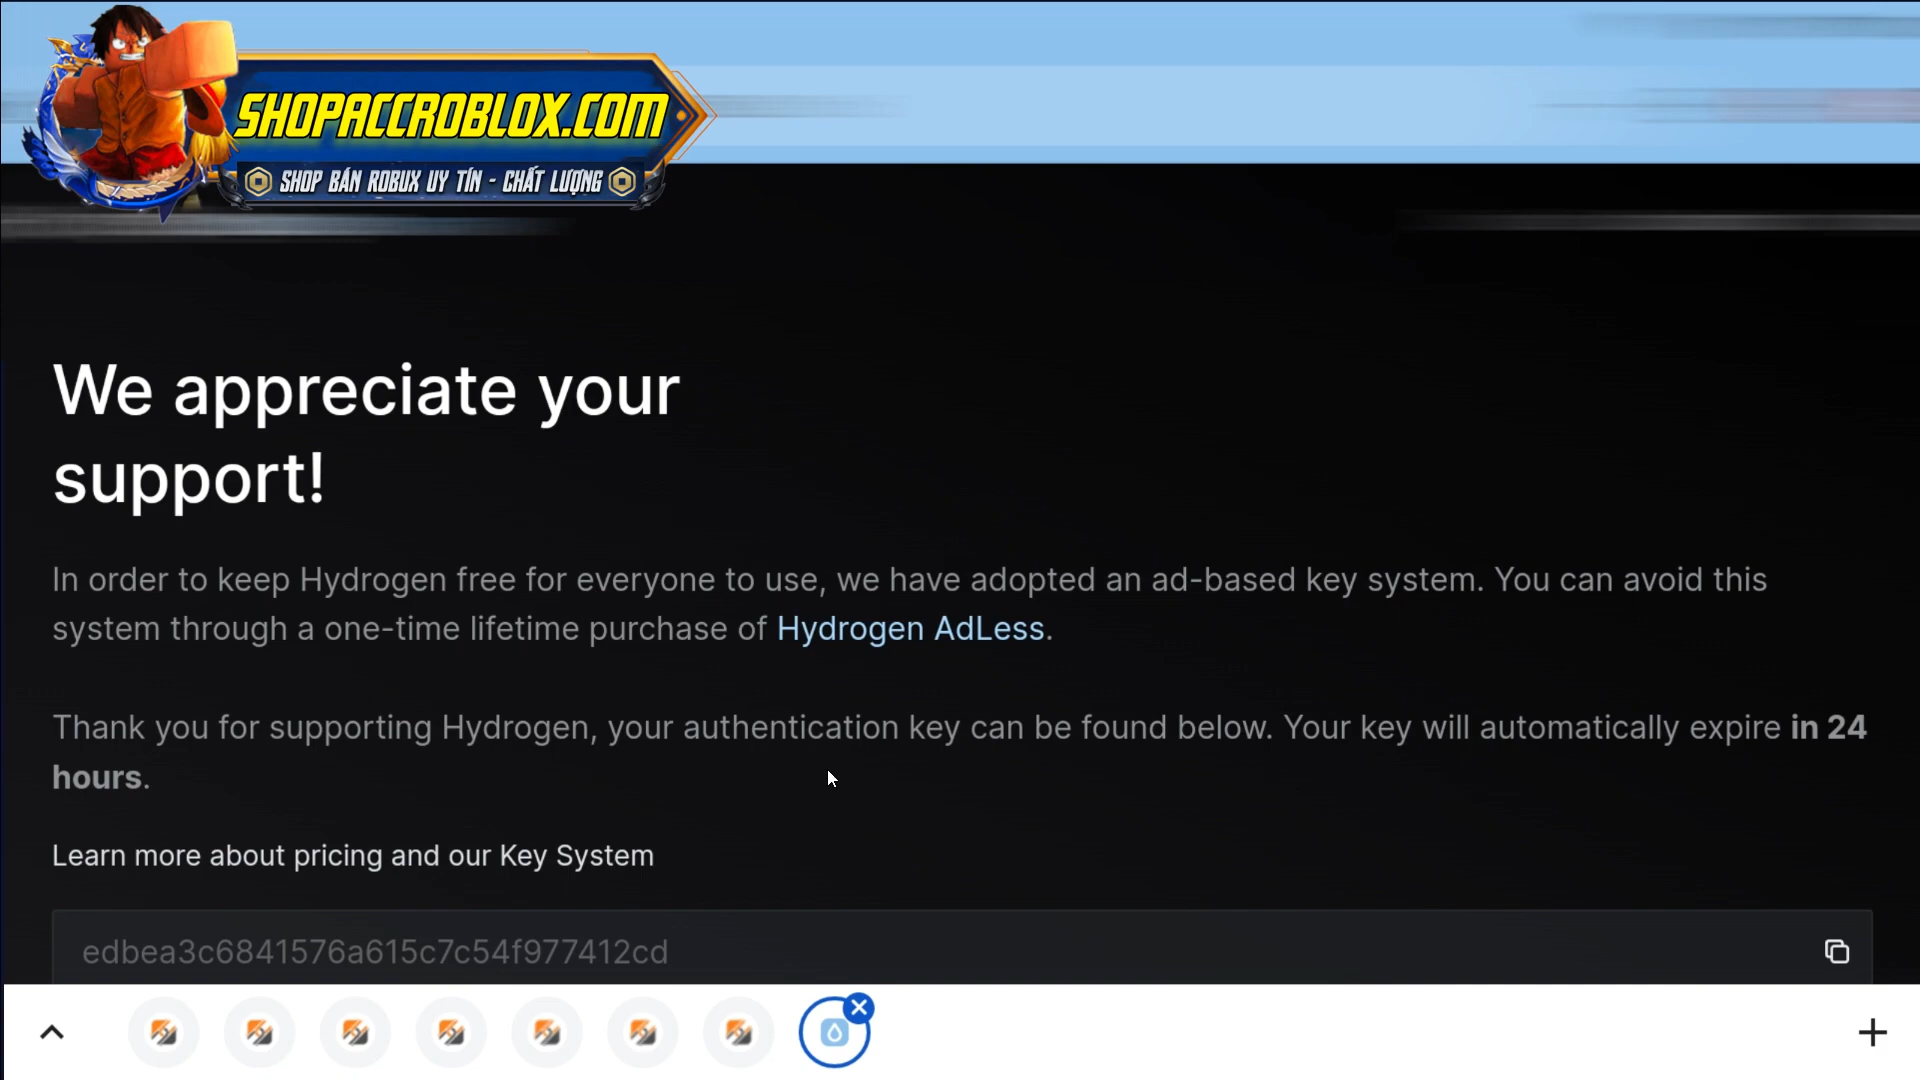 SHOPACCROBLOX.COM
SHOP BÁN ROBUX UY TÍN - CHẤT LƯỢNG
We appreciate your
support!
In order to keep Hydrogen free for everyone to use, we have adopted an ad-based key system. You can avoid this
system through a one-time lifetime purchase of Hydrogen AdLess.
Thank you for supporting Hydrogen, your authentication key can be found below. Your key will automatically expire in 24
hours.
Learn more about pricing and our Key System
edbea3c6841576a615c7c54f977412cd